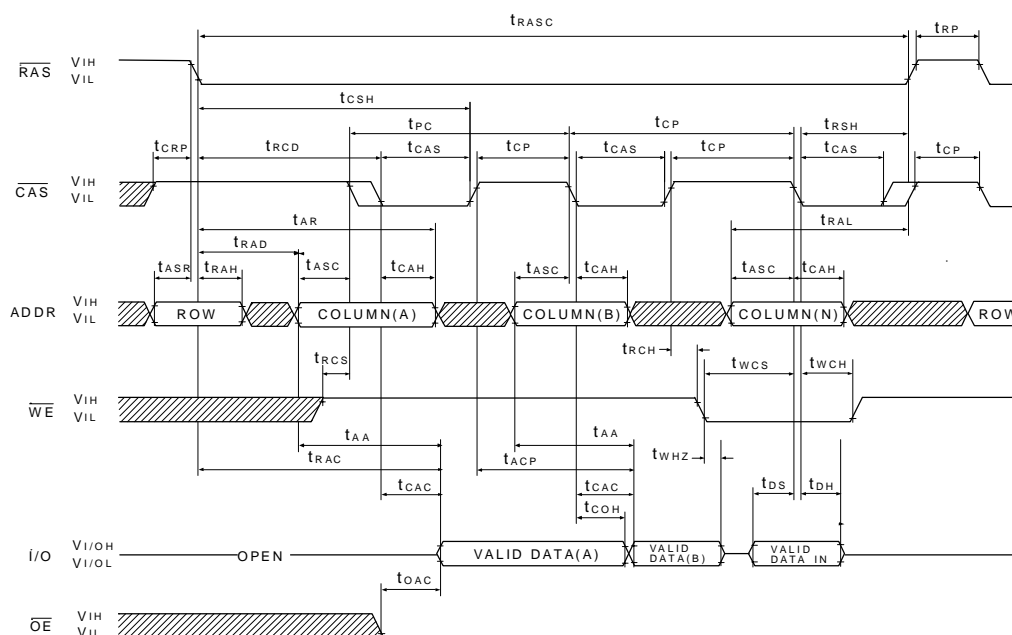 tRASC
tRP
RAS VIH
VIL
tCSH
tPC tCP tRSH
tCRP tRCD tCAS tCP tCAS tCP tCAS tCP
CAS VIH
VIL
tAR tRAL
tRAD
tASR tRAH tASC tCAH tASC tCAH tASC tCAH
ADDR VIH
VIL
ROW COLUMN(A) COLUMN(B) COLUMN(N) ROW
tRCS tRCH tWCS tWCH
WE VIH
VIL
tAA tAA
tRAC tACP tWHZ
tCAC tCAC tDS tDH
tCOH
I/O VI/OH
VI/OL
OPEN VALID DATA(A) VALID DATA(B) VALID DATA IN
tOAC
OE VIH
VIL